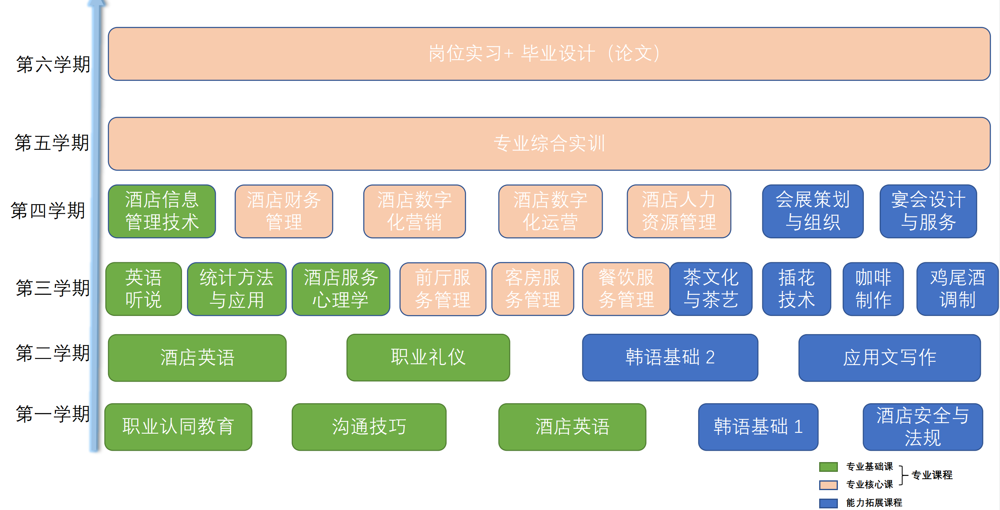 第六学期
岗位实习+ 毕业设计（论文）
第五学期
专业综合实训
第四学期
酒店信息
管理技术
酒店财务
管理
酒店数字
化营销
酒店数字
化运营
酒店人力
资源管理
会展策划
与组织
宴会设计
与服务
第三学期
英语
听说
统计方法
与应用
酒店服务
心理学
前厅服
务管理
客房服
务管理
餐饮服
务管理
茶文化
与茶艺
插花
技术
咖啡
制作
鸡尾酒
调制
第二学期
酒店英语
职业礼仪
韩语基础 2
应用文写作
第一学期
职业认同教育
沟通技巧
酒店英语
韩语基础 1
酒店安全与
法规
专业基础课
专业核心课
专业课程
能力拓展课程